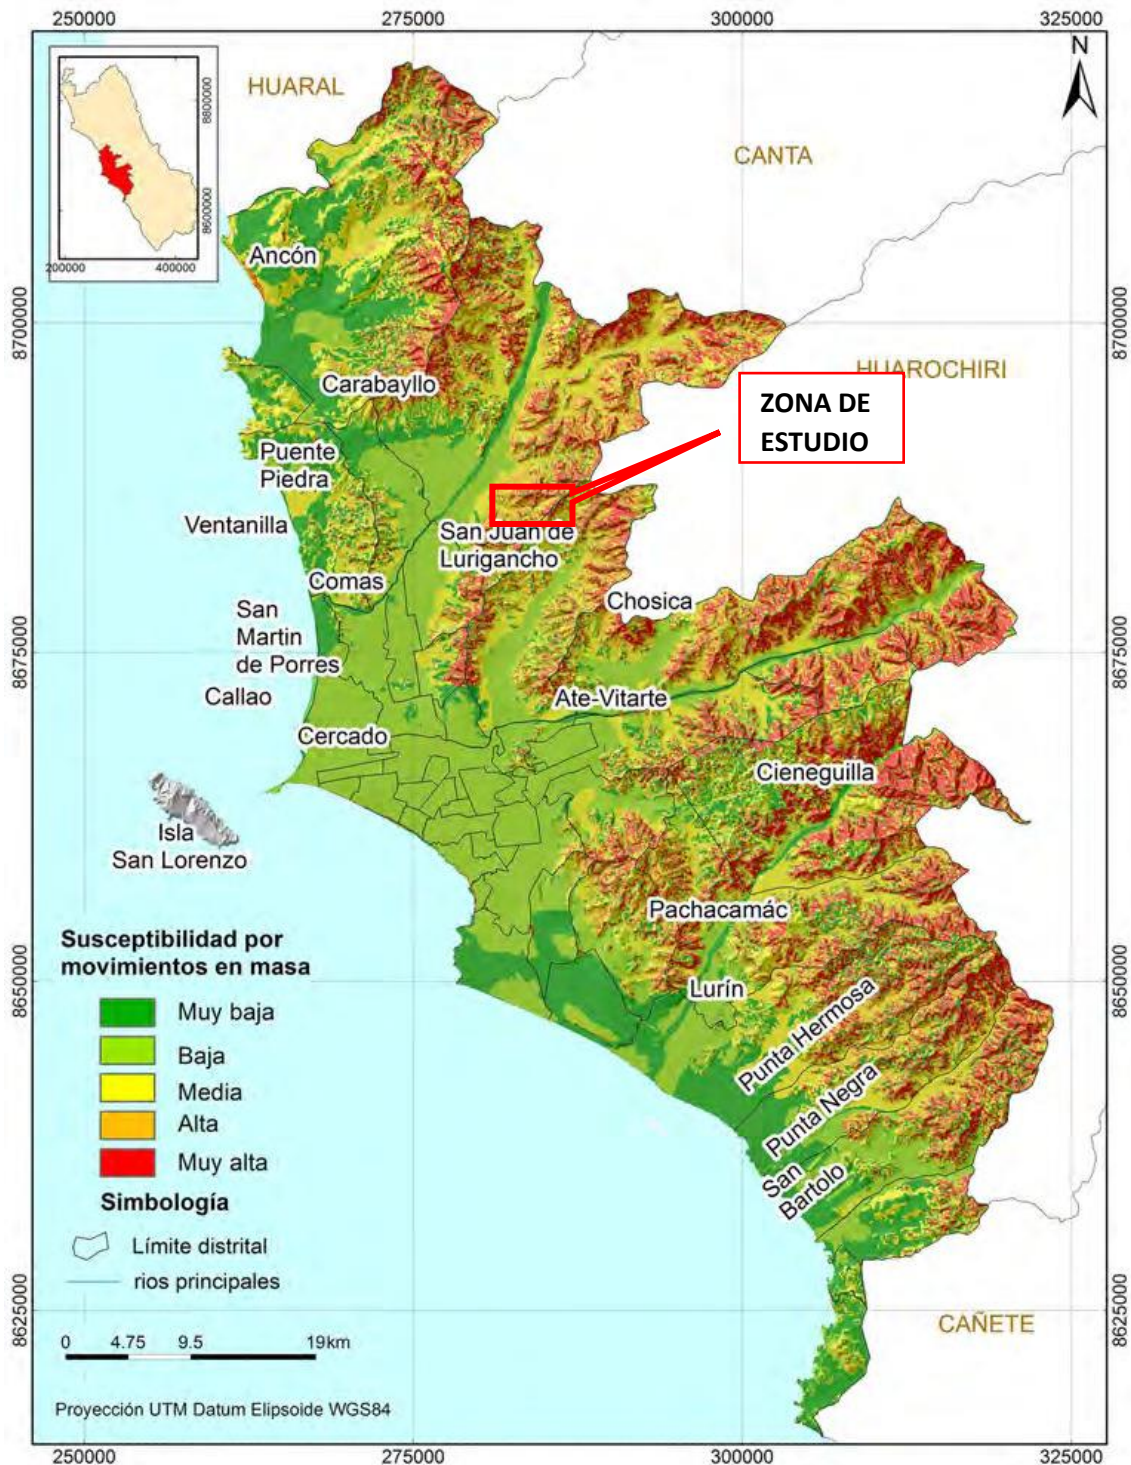 250000
275000
300000
325000
N
8800000
8600000
200000
400000
HUARAL
CANTA
HUAROCHIRI
CAÑETE
8700000
8675000
8650000
8625000
8700000
8675000
8650000
8625000
Ancón
Carabayllo
ZONA DE
ESTUDIO
Puente
Piedra
Ventanilla
San Juan de
Lurigancho
Comas
Chosica
San
Martin
de Porres
Callao
Ate-Vitarte
Cercado
Cieneguilla
Isla
San Lorenzo
Pachacamác
Lurín
Punta Hermosa
Punta Negra
San
Bartolo
Susceptibilidad por
movimientos en masa
Muy baja
Baja
Media
Alta
Muy alta
Simbología
Límite distrital
rios principales
0 4.75 9.5 19km
Proyección UTM Datum Elipsoide WGS84
250000
275000
300000
325000